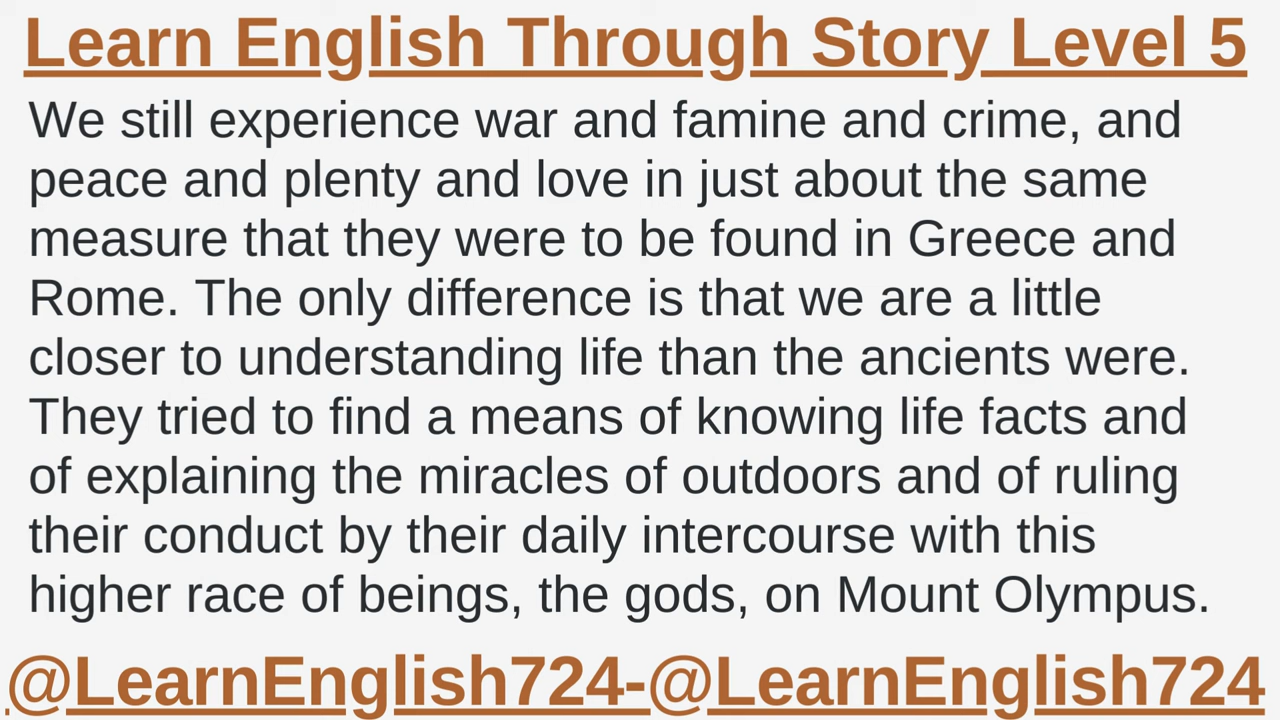 Learn English Through Story Level 5
We still experience war and famine and crime, and
peace and plenty and love in just about the same
measure that they were to be found in Greece and
Rome. The only difference is that we are a little
closer to understanding life than the ancients were.
They tried to find a means of knowing life facts and
of explaining the miracles of outdoors and of ruling
their conduct by their daily intercourse with this
higher race of beings, the gods, on Mount Olympus.
@LearnEnglish724-@LearnEnglish724